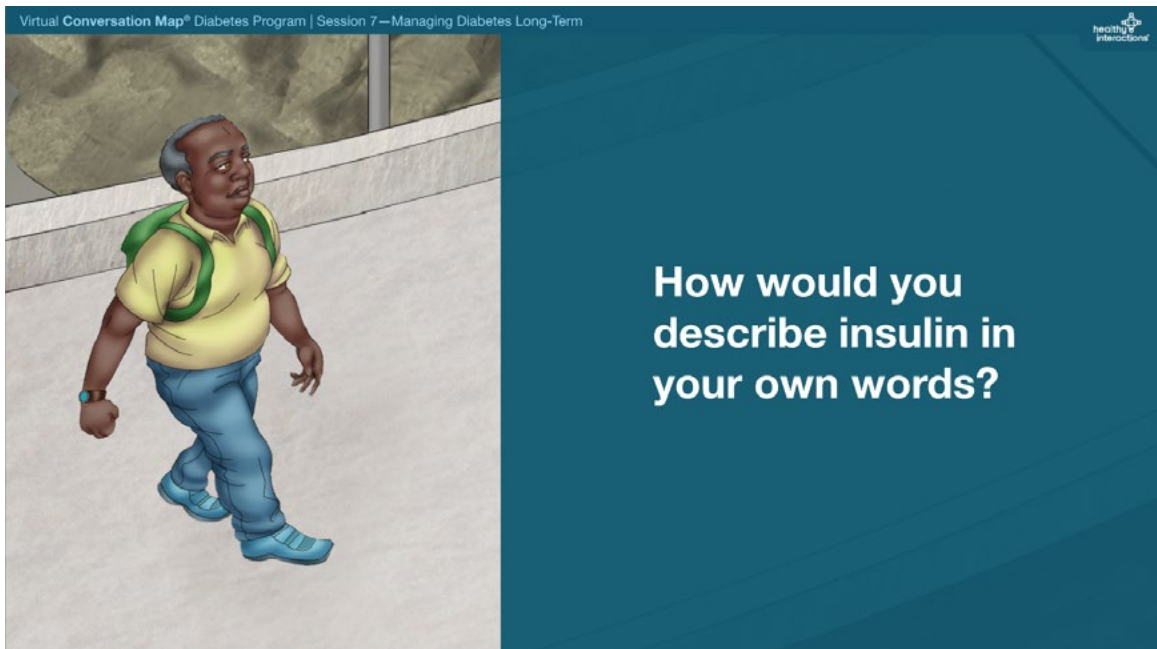 Virtual Conversation Map® Diabetes Program | Session 7—Managing Diabetes Long-Term
healthy
interactions®
How would you
describe insulin in
your own words?